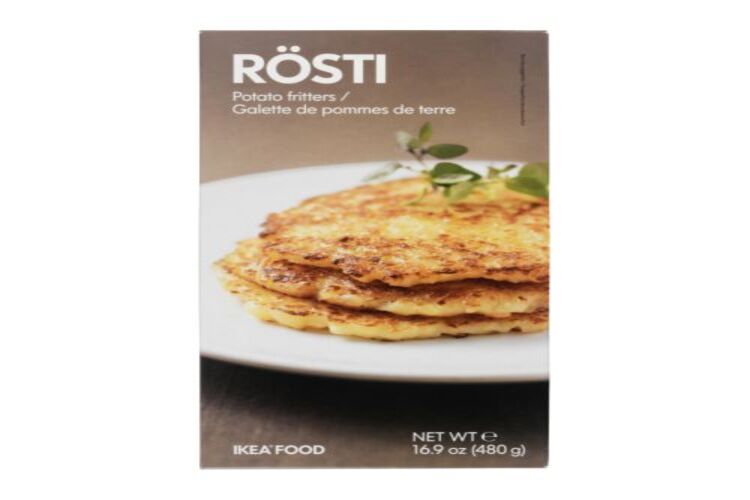 RÖSTI
Potato fritters /
Galette de pommes de terre
IKEA FOOD
NET WT ℮
16.9 oz (480 g)